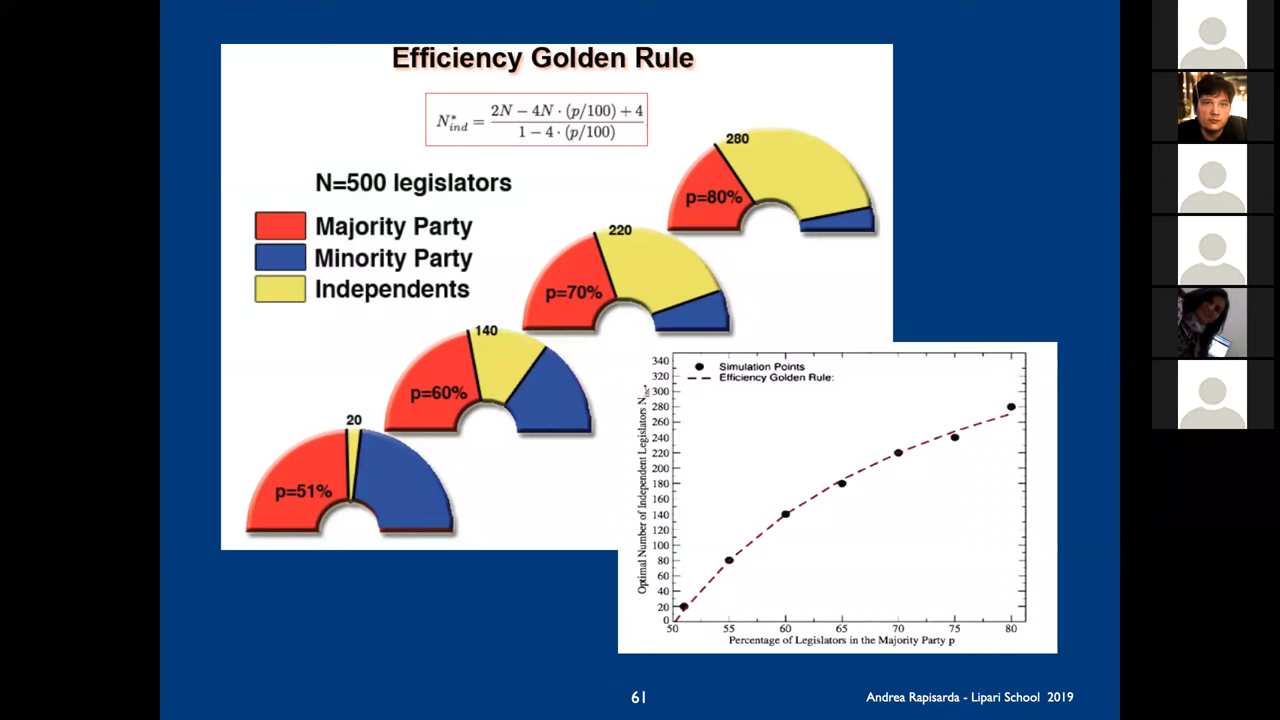 Efficiency Golden Rule
N*ind = 2N − 4N · (p/100) + 4 / 1 − 4 · (p/100)
N=500 legislators
Majority Party
Minority Party
Independents
280
p=80%
220
p=70%
140
p=60%
20
p=51%
Simulation Points
Efficiency Golden Rule:
Optimal Number of Independent Legislators
340
320
300
280
260
240
220
200
180
160
140
120
100
80
60
40
20
0
50 55 60 65 70 75 80
Percentage of Legislators in the Majority Party p
61
Andrea Rapisarda - Lipari School 2019